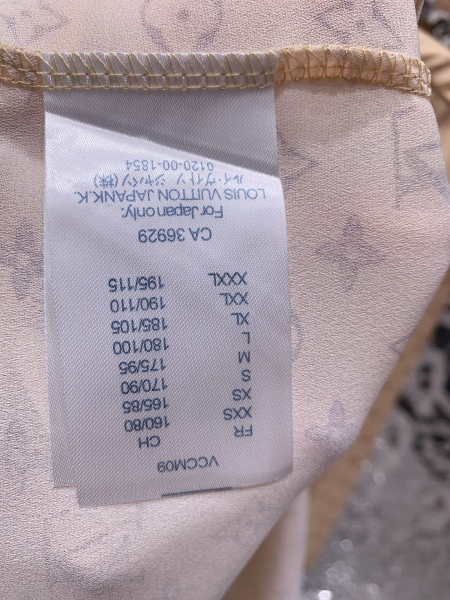 VCCM09
FR CH
XXS 160/80
XS 165/85
S 170/90
M 175/95
L 180/100
XL 185/105
XXL 190/110
XXXL 195/115
CA 36929
For Japan only:
LOUIS VUITTON JAPAN K.K.
ルイ・ヴィトン ジャパン(株)
0120-00-1854